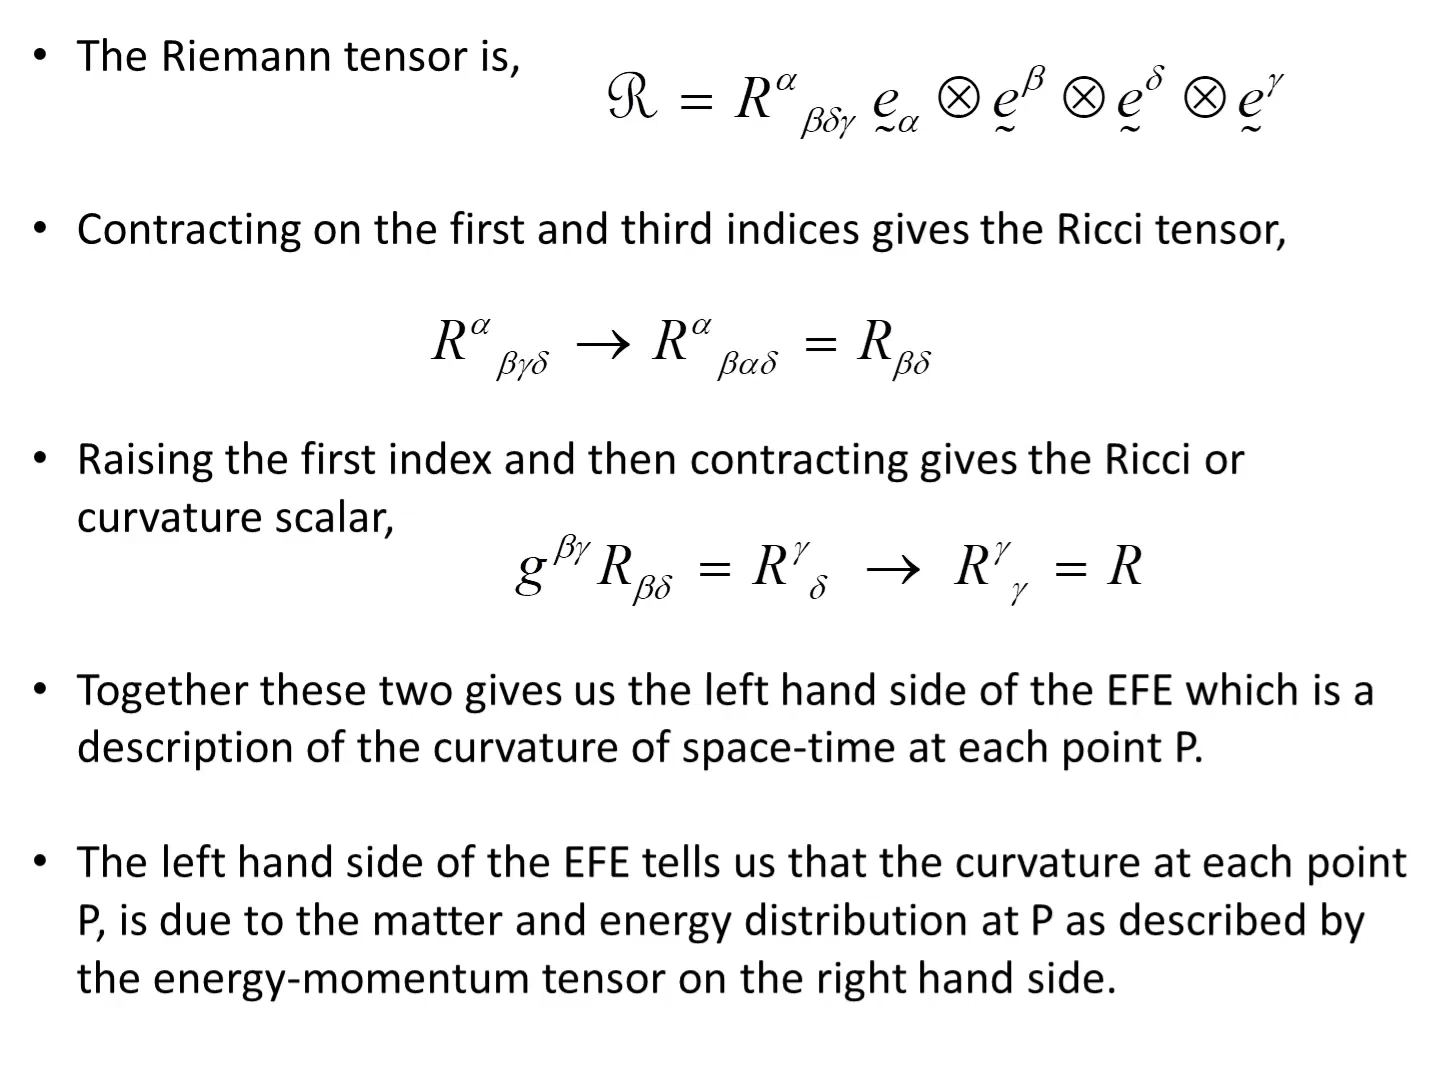 • The Riemann tensor is,
ℛ = R^α_{βδγ} ḛ_α ⊗ ḛ^β ⊗ ḛ^δ ⊗ ḛ^γ
• Contracting on the first and third indices gives the Ricci tensor,
R^α_{βγδ} → R^α_{βαδ} = R_{βδ}
• Raising the first index and then contracting gives the Ricci or
curvature scalar,
g^{βγ} R_{βδ} = R^γ_δ → R^γ_γ = R
• Together these two gives us the left hand side of the EFE which is a
description of the curvature of space-time at each point P.
• The left hand side of the EFE tells us that the curvature at each point
P, is due to the matter and energy distribution at P as described by
the energy-momentum tensor on the right hand side.